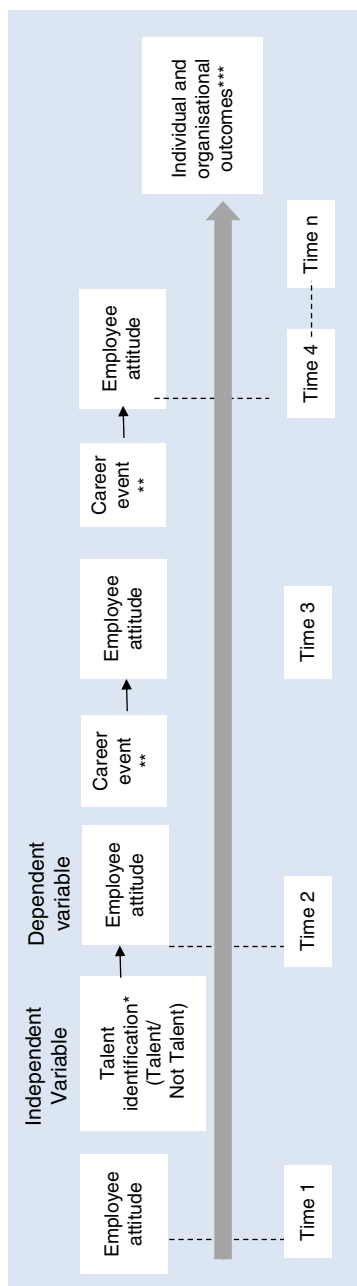 Independent
Variable
Dependent
variable
Employee
attitude
Talent
identification*
(Talent/
Not Talent)
Employee
attitude
Career
event
**
Employee
attitude
Career
event
**
Employee
attitude
Individual and
organisational
outcomes***
Time 1
Time 2
Time 3
Time 4
Time n